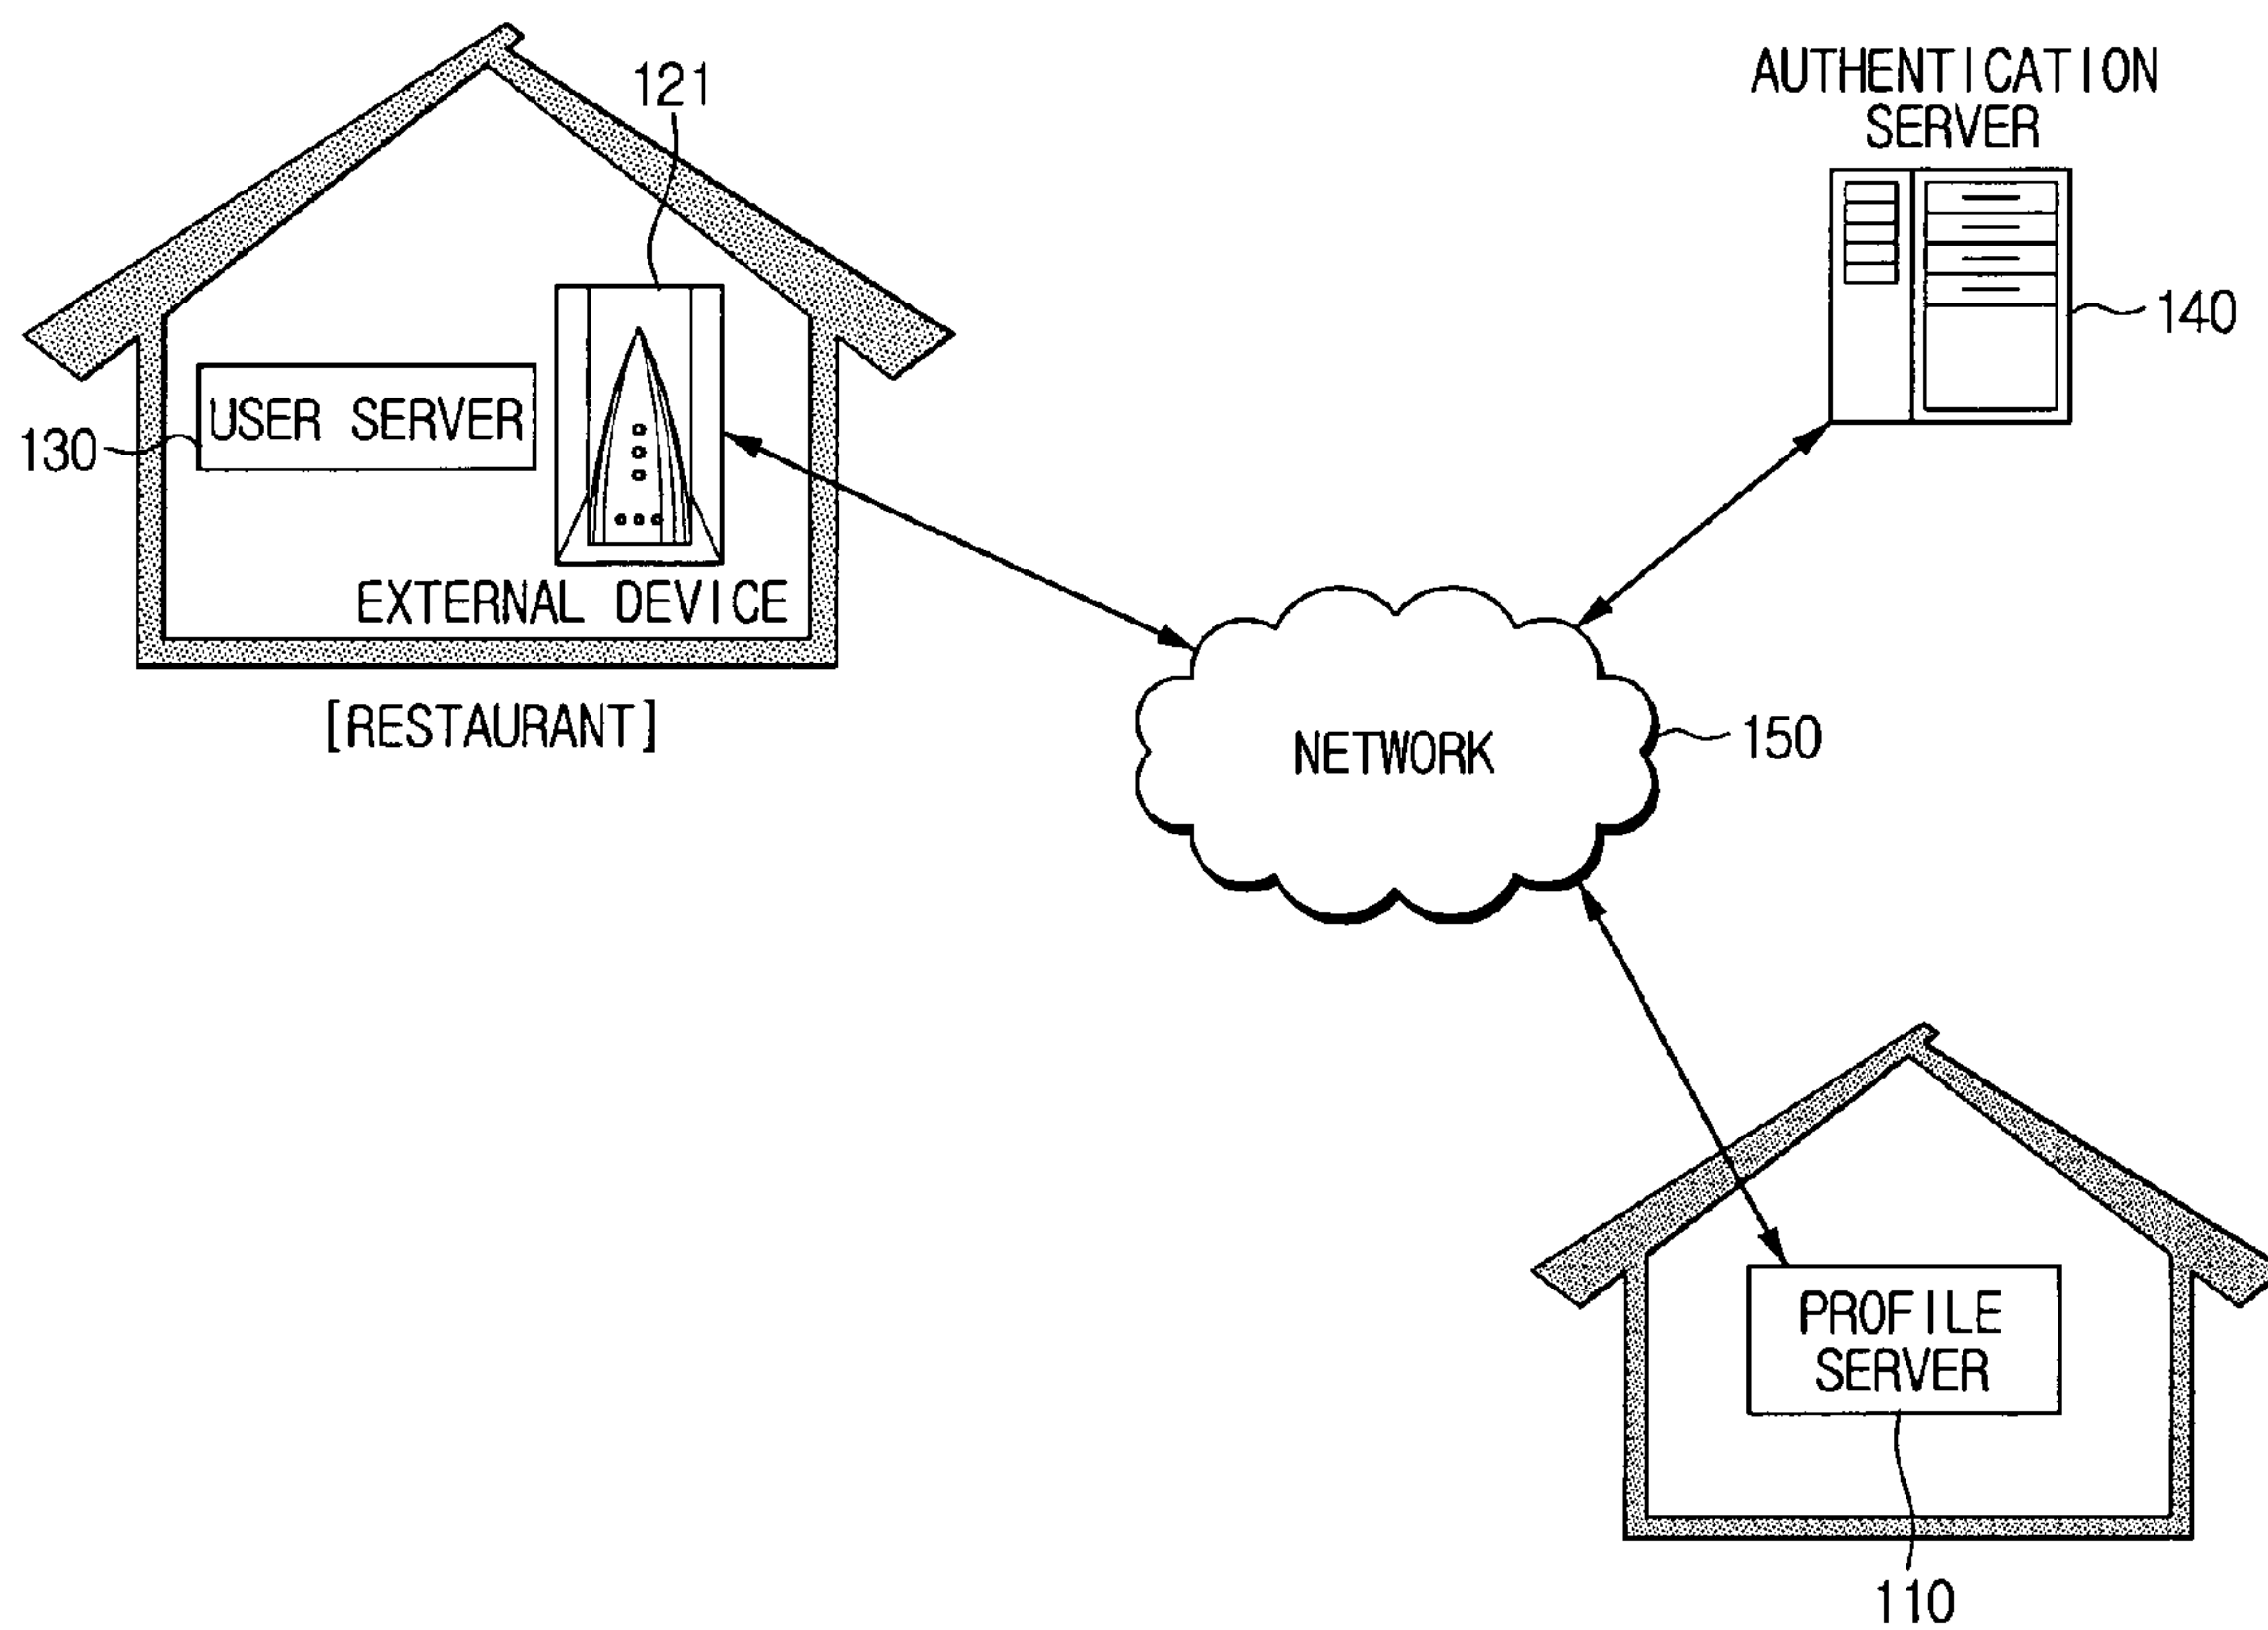 121
AUTHENTICATION
SERVER
140
USER SERVER
130
EXTERNAL DEVICE
[RESTAURANT]
NETWORK
150
PROFILE
SERVER
110